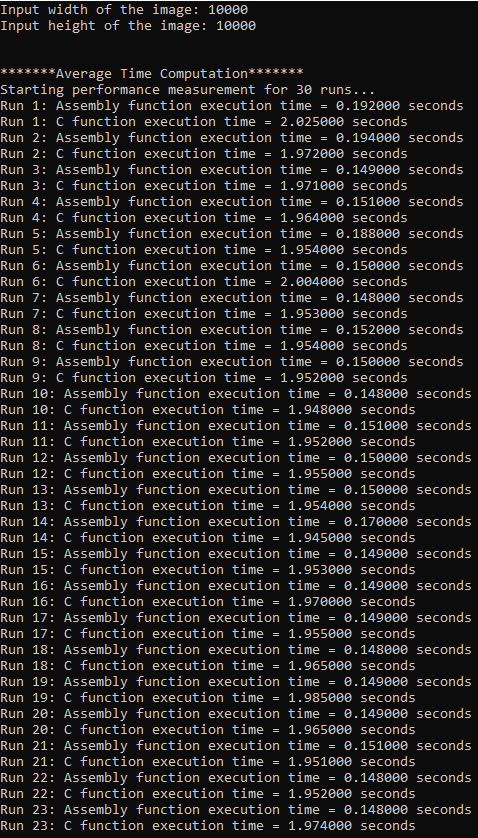 Input width of the image: 10000
Input height of the image: 10000
*******Average Time Computation*******
Starting performance measurement for 30 runs...
Run 1: Assembly function execution time = 0.192000 seconds
Run 1: C function execution time = 2.025000 seconds
Run 2: Assembly function execution time = 0.194000 seconds
Run 2: C function execution time = 1.972000 seconds
Run 3: Assembly function execution time = 0.149000 seconds
Run 3: C function execution time = 1.971000 seconds
Run 4: Assembly function execution time = 0.151000 seconds
Run 4: C function execution time = 1.964000 seconds
Run 5: Assembly function execution time = 0.188000 seconds
Run 5: C function execution time = 1.954000 seconds
Run 6: Assembly function execution time = 0.150000 seconds
Run 6: C function execution time = 2.004000 seconds
Run 7: Assembly function execution time = 0.148000 seconds
Run 7: C function execution time = 1.953000 seconds
Run 8: Assembly function execution time = 0.152000 seconds
Run 8: C function execution time = 1.954000 seconds
Run 9: Assembly function execution time = 0.150000 seconds
Run 9: C function execution time = 1.952000 seconds
Run 10: Assembly function execution time = 0.148000 seconds
Run 10: C function execution time = 1.948000 seconds
Run 11: Assembly function execution time = 0.151000 seconds
Run 11: C function execution time = 1.952000 seconds
Run 12: Assembly function execution time = 0.150000 seconds
Run 12: C function execution time = 1.955000 seconds
Run 13: Assembly function execution time = 0.150000 seconds
Run 13: C function execution time = 1.954000 seconds
Run 14: Assembly function execution time = 0.170000 seconds
Run 14: C function execution time = 1.945000 seconds
Run 15: Assembly function execution time = 0.149000 seconds
Run 15: C function execution time = 1.953000 seconds
Run 16: Assembly function execution time = 0.149000 seconds
Run 16: C function execution time = 1.970000 seconds
Run 17: Assembly function execution time = 0.149000 seconds
Run 17: C function execution time = 1.955000 seconds
Run 18: Assembly function execution time = 0.148000 seconds
Run 18: C function execution time = 1.965000 seconds
Run 19: Assembly function execution time = 0.149000 seconds
Run 19: C function execution time = 1.985000 seconds
Run 20: Assembly function execution time = 0.149000 seconds
Run 20: C function execution time = 1.965000 seconds
Run 21: Assembly function execution time = 0.151000 seconds
Run 21: C function execution time = 1.951000 seconds
Run 22: Assembly function execution time = 0.148000 seconds
Run 22: C function execution time = 1.952000 seconds
Run 23: Assembly function execution time = 0.148000 seconds
Run 23: C function execution time = 1.974000 seconds